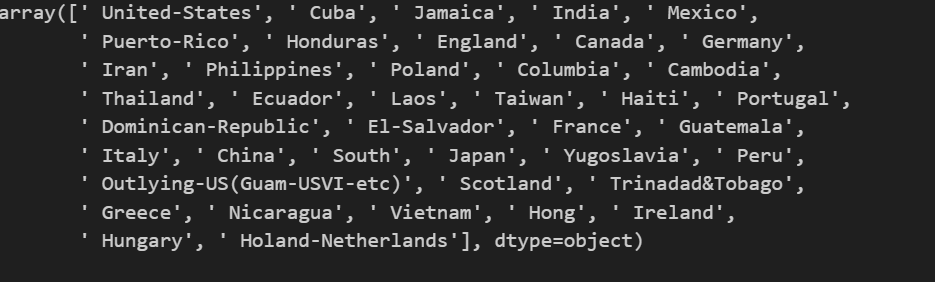 array([' United-States', ' Cuba', ' Jamaica', ' India', ' Mexico',
' Puerto-Rico', ' Honduras', ' England', ' Canada', ' Germany',
' Iran', ' Philippines', ' Poland', ' Columbia', ' Cambodia',
' Thailand', ' Ecuador', ' Laos', ' Taiwan', ' Haiti', ' Portugal',
' Dominican-Republic', ' El-Salvador', ' France', ' Guatemala',
' Italy', ' China', ' South', ' Japan', ' Yugoslavia', ' Peru',
' Outlying-US(Guam-USVI-etc)', ' Scotland', ' Trinadad&Tobago',
' Greece', ' Nicaragua', ' Vietnam', ' Hong', ' Ireland',
' Hungary', ' Holand-Netherlands'], dtype=object)